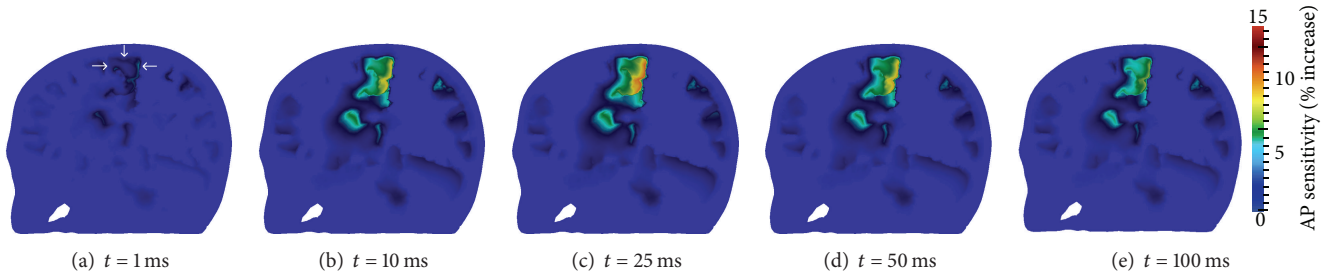 15
10
5
0
AP sensitivity (% increase)
(a) t = 1 ms
(b) t = 10 ms
(c) t = 25 ms
(d) t = 50 ms
(e) t = 100 ms